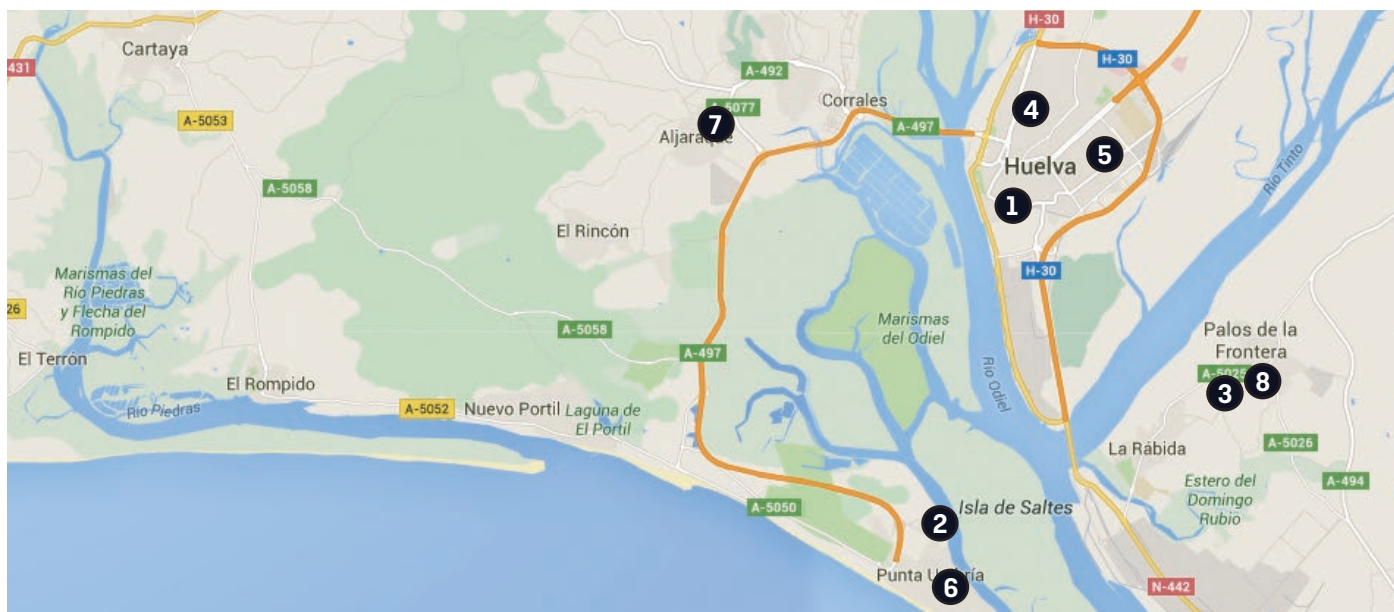 H-30
Cartaya
431
H-30
A-492
A-5077
Corrales
4
A-5053
7
A-497
Aljaraque
5
Huelva
Río Tinto
A-5058
1
El Rincón
H-30
Marismas del
Río Piedras
y Flecha del
Rompido
26
A-5058
Marismas
del Odiel
Palos de la
Frontera
El Terrón
A-497
Río Odiel
A-5025
8
3
El Rompido
Río Piedras
A-5052
Nuevo Portil
Laguna de
El Portil
La Rábida
A-5026
A-494
Estero del
Domingo
Rubio
A-5050
Isla de Saltes
2
Punta Umbría
6
N-442